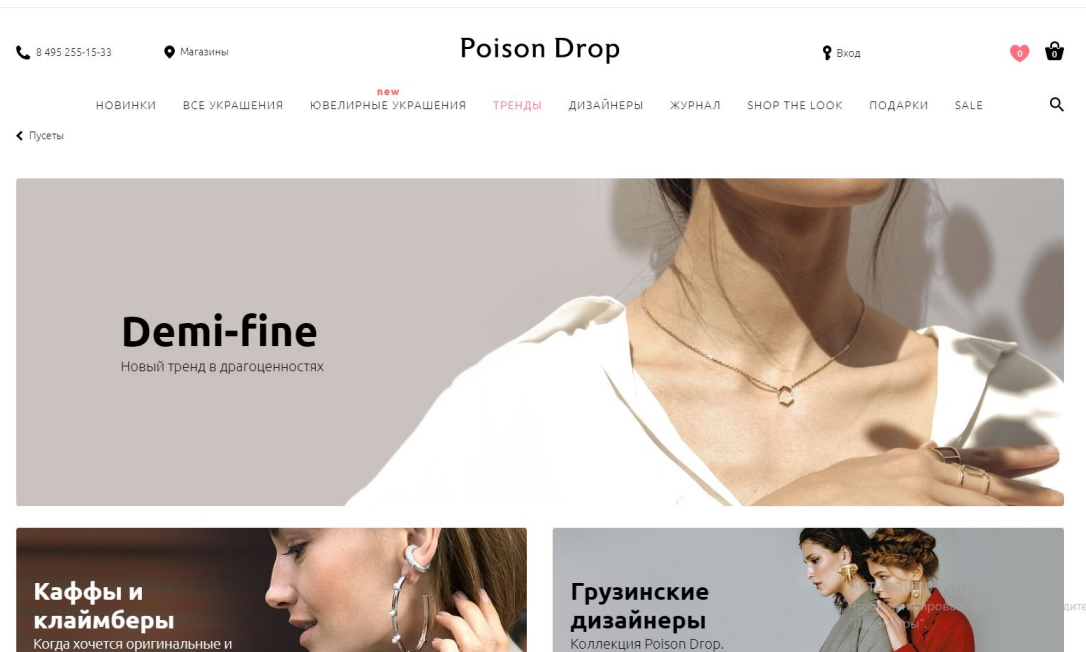 8 495 255-15-33
Магазины
Poison Drop
Вход
0
0
new
НОВИНКИ ВСЕ УКРАШЕНИЯ ЮВЕЛИРНЫЕ УКРАШЕНИЯ ТРЕНДЫ ДИЗАЙНЕРЫ ЖУРНАЛ SHOP THE LOOK ПОДАРКИ SALE
Пусеты
Demi-fine
Новый тренд в драгоценностях
Каффы и
клаймберы
Когда хочется оригинальные и
Грузинские
дизайнеры
Коллекция Poison Drop.